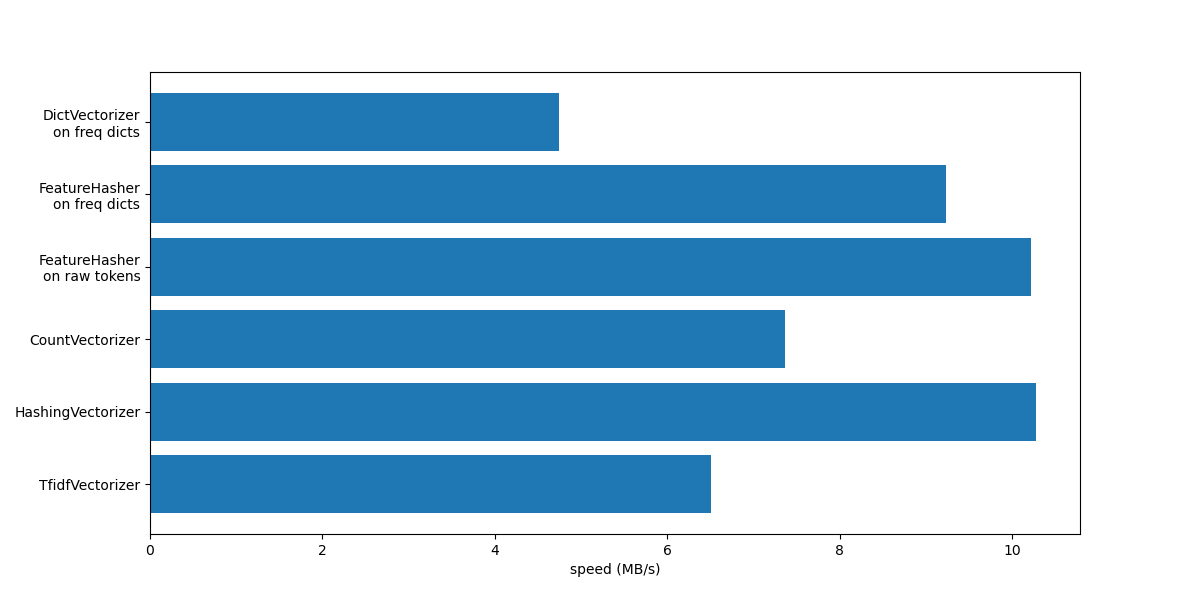 DictVectorizer
on freq dicts
FeatureHasher
on freq dicts
FeatureHasher
on raw tokens
CountVectorizer
HashingVectorizer
TfidfVectorizer
0 2 4 6 8 10
speed (MB/s)